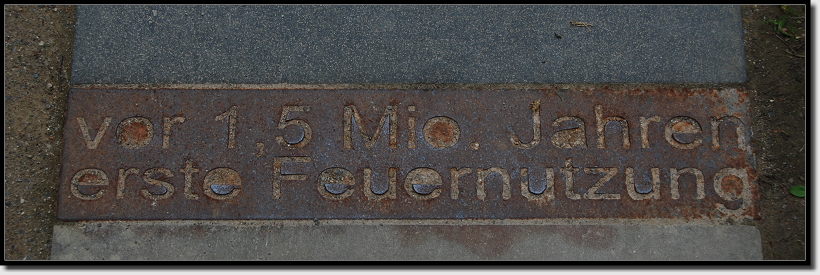 vor 1,5 Mio. Jahren
erste Feuernutzung